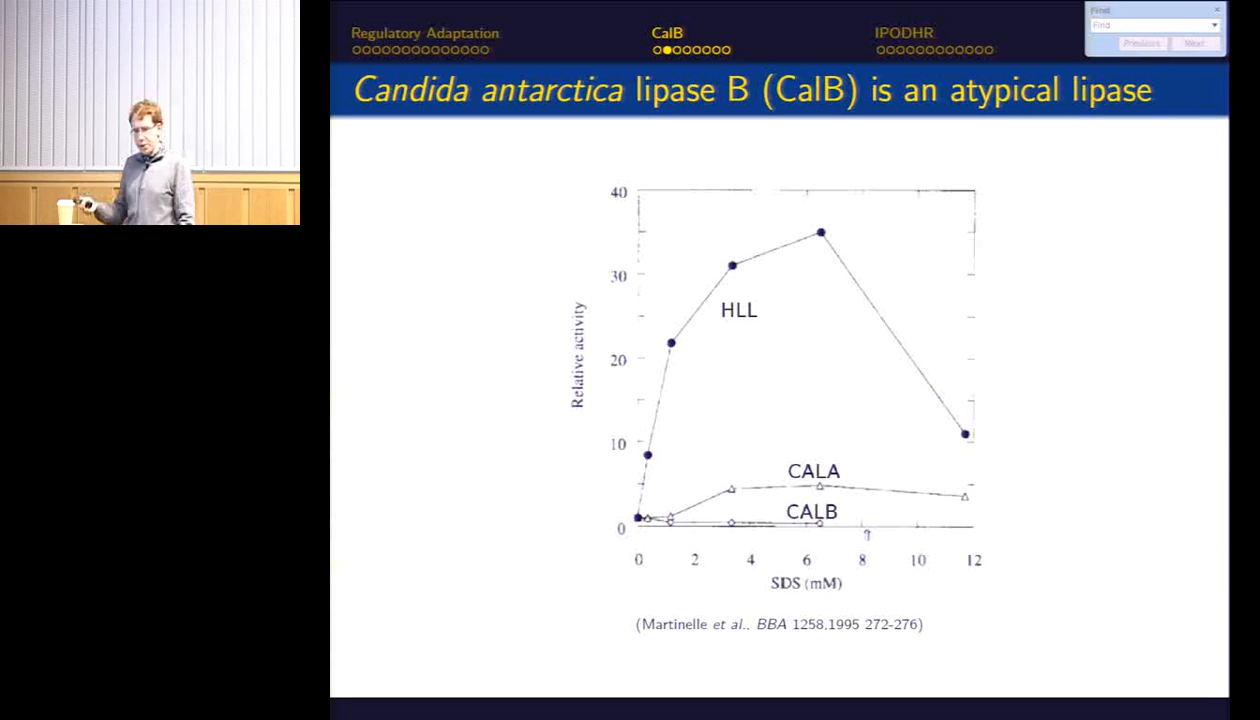 Find
Find
Previous
Next
Regulatory Adaptation
CalB
IPODHR
Candida antarctica lipase B (CalB) is an atypical lipase
40
30
20
10
0
Relative activity
HLL
CALA
CALB
⇑
0 2 4 6 8 10 12
SDS (mM)
(Martinelle et al., BBA 1258,1995 272-276)